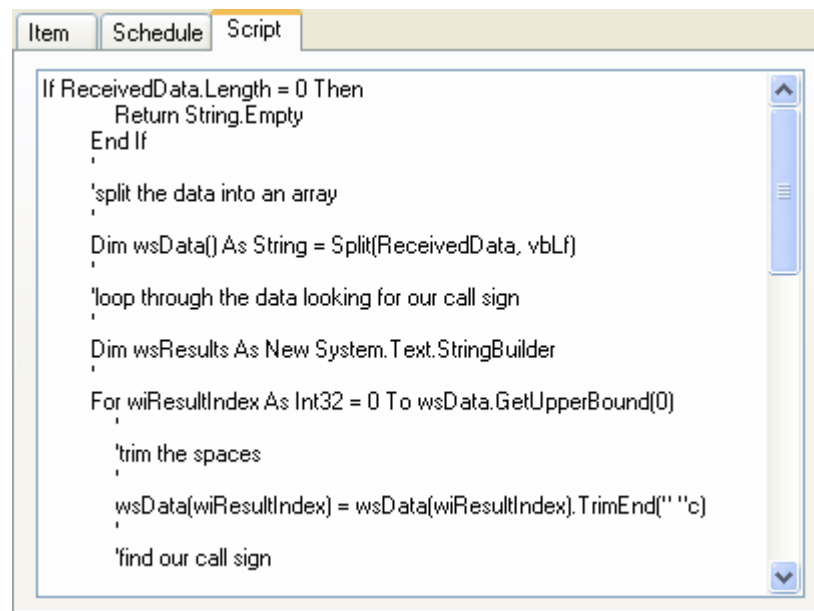 Item Schedule Script
If ReceivedData.Length = 0 Then
Return String.Empty
End If
'
'split the data into an array
'
Dim wsData() As String = Split(ReceivedData, vbLf)
'
'loop through the data looking for our call sign
'
Dim wsResults As New System.Text.StringBuilder
'
For wiResultIndex As Int32 = 0 To wsData.GetUpperBound(0)
'
'trim the spaces
'
wsData(wiResultIndex) = wsData(wiResultIndex).TrimEnd(" "c)
'
'find our call sign